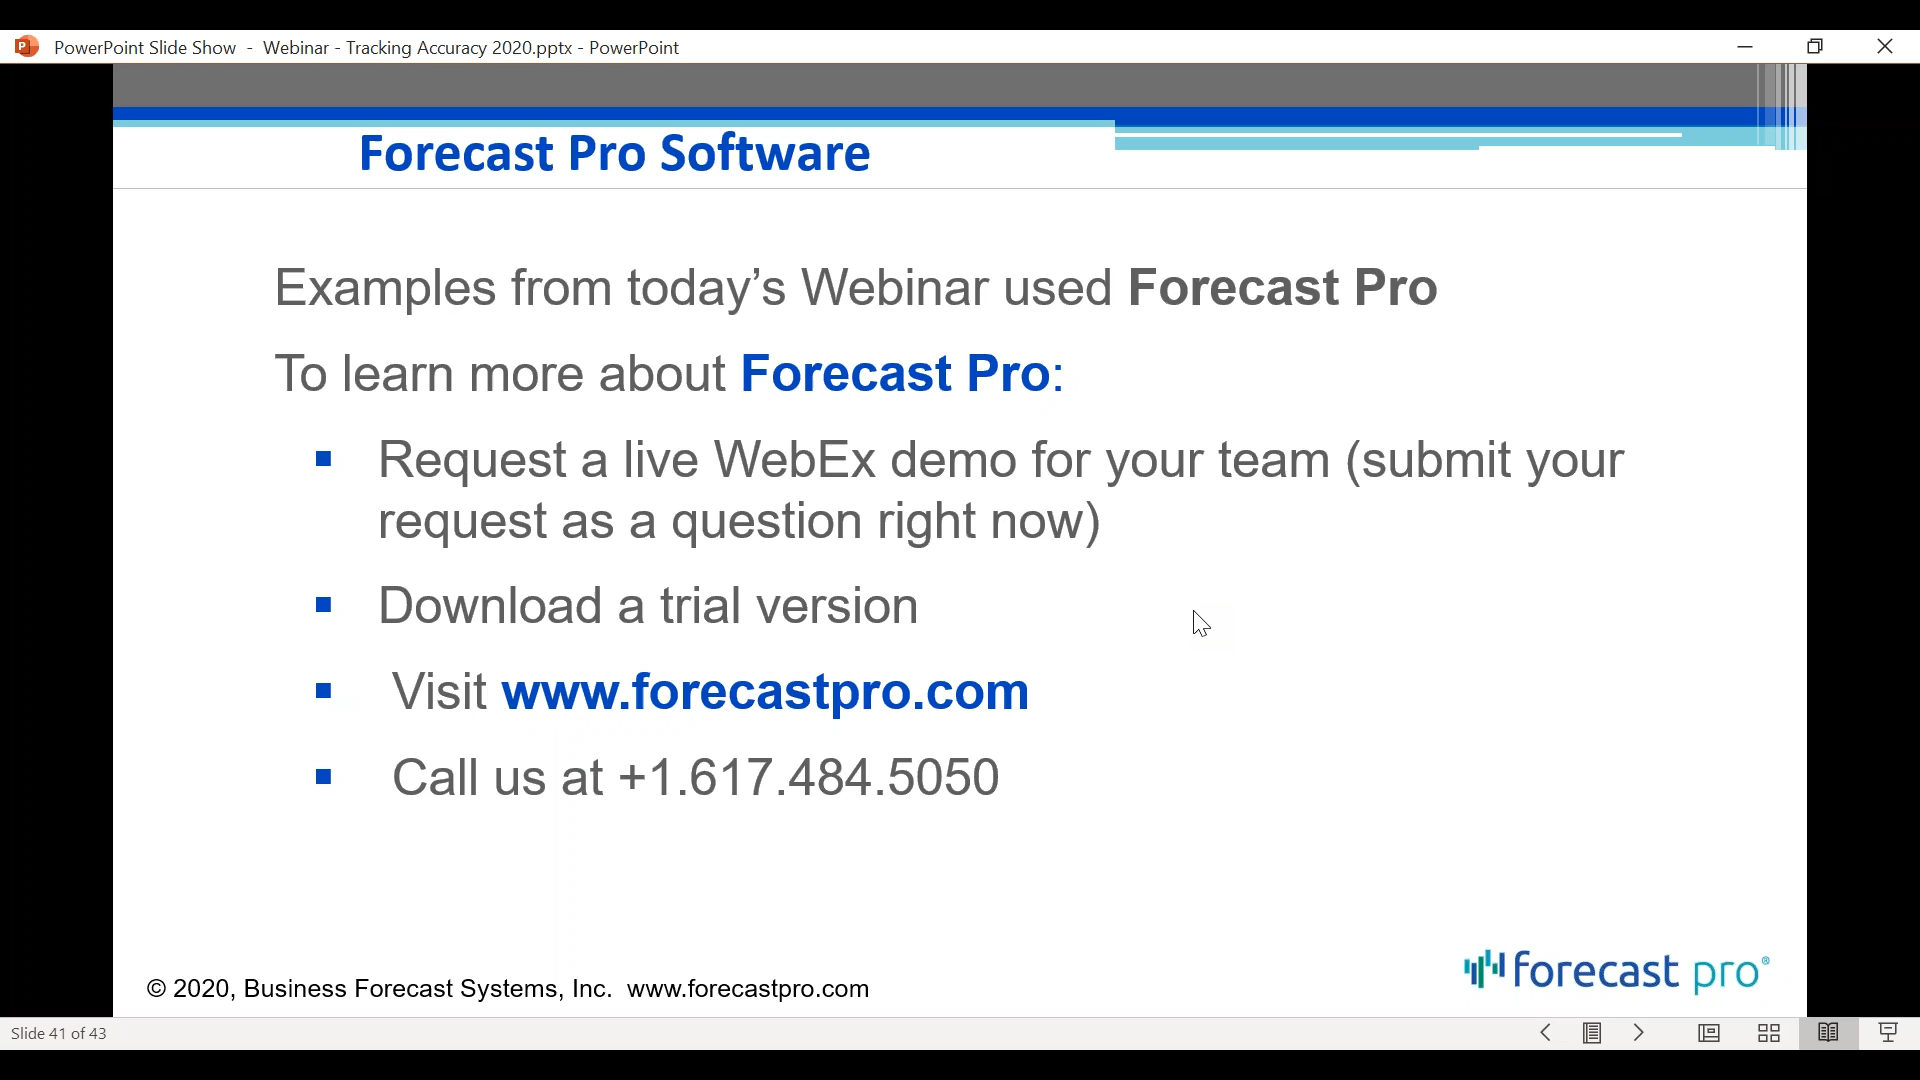 PowerPoint Slide Show - Webinar - Tracking Accuracy 2020.pptx - PowerPoint
Forecast Pro Software
Examples from today’s Webinar used Forecast Pro
To learn more about Forecast Pro:
▪ Request a live WebEx demo for your team (submit your
request as a question right now)
▪ Download a trial version
▪ Visit www.forecastpro.com
▪ Call us at +1.617.484.5050
forecast pro®
© 2020, Business Forecast Systems, Inc. www.forecastpro.com
Slide 41 of 43